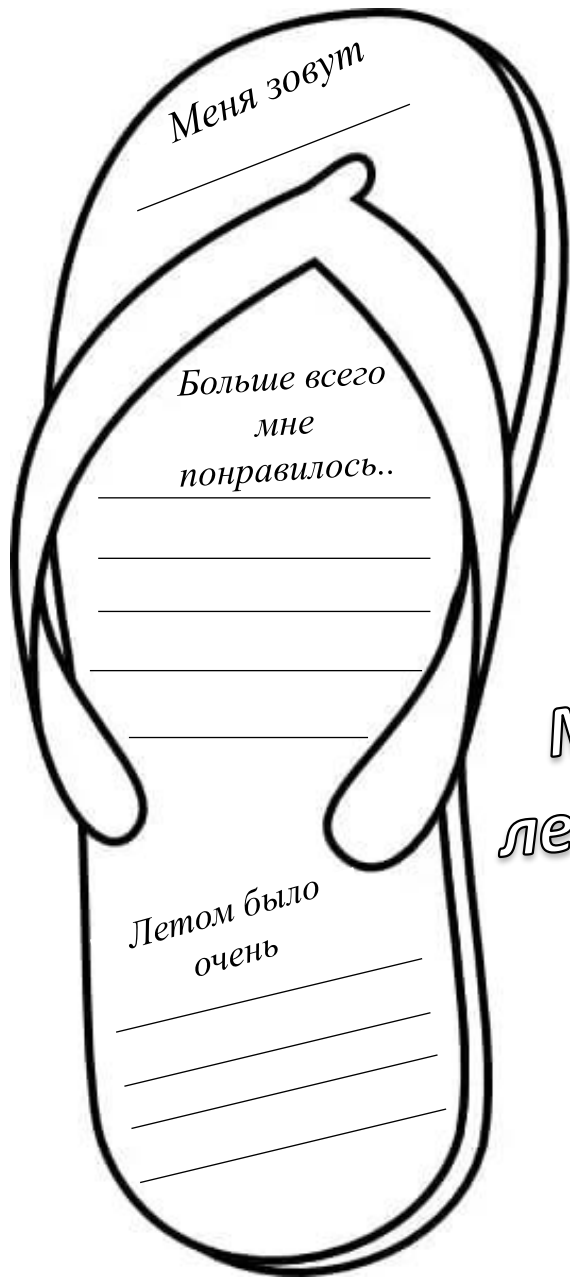 Меня зовут
Больше всего
мне
понравилось..
Летом было
очень